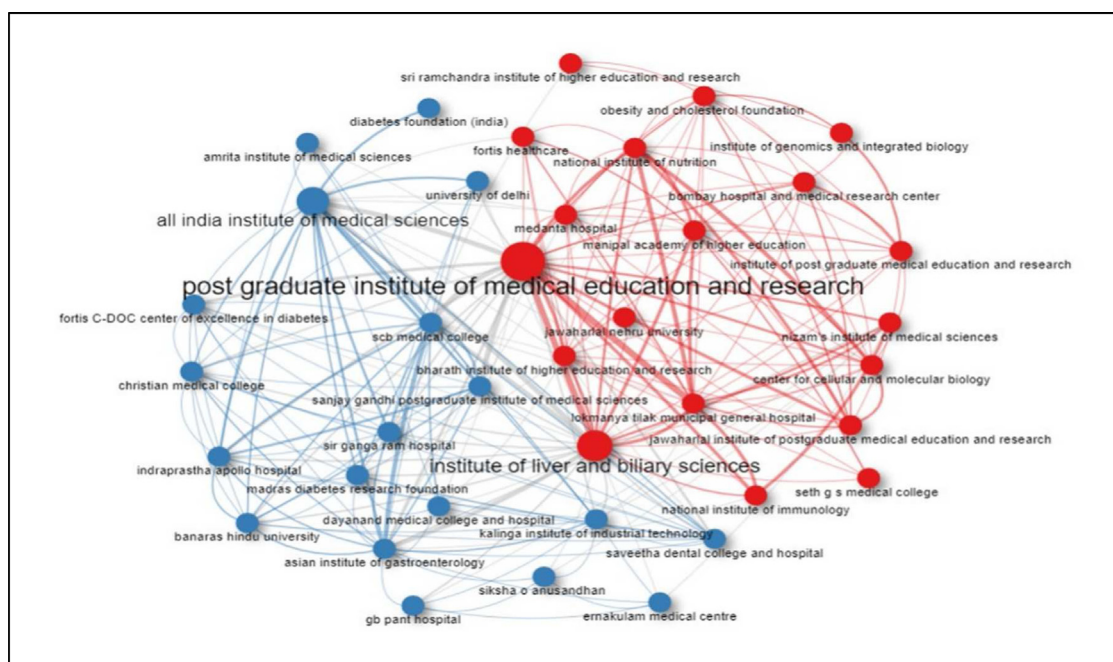 sri ramchandra institute of higher education and research
obesity and cholesterol foundation
diabetes foundation (india)
amrita institute of medical sciences
fortis healthcare
institute of genomics and integrated biology
national institute of nutrition
university of delhi
bombay hospital and medical research center
all india institute of medical sciences
medanta hospital
manipal academy of higher education
institute of post graduate medical education and research
post graduate institute of medical education and research
fortis C-DOC center of excellence in diabetes
scb medical college
jawaharlal nehru university
nizam's institute of medical sciences
bharath institute of higher education and research
center for cellular and molecular biology
christian medical college
sanjay gandhi postgraduate institute of medical sciences
lokmanya tilak municipal general hospital
sir ganga ram hospital
jawaharlal institute of postgraduate medical education and research
institute of liver and biliary sciences
indraprastha apollo hospital
madras diabetes research foundation
seth g s medical college
national institute of immunology
dayanand medical college and hospital
kalinga institute of industrial technology
banaras hindu university
saveetha dental college and hospital
asian institute of gastroenterology
siksha o anusandhan
gb pant hospital
ernakulam medical centre